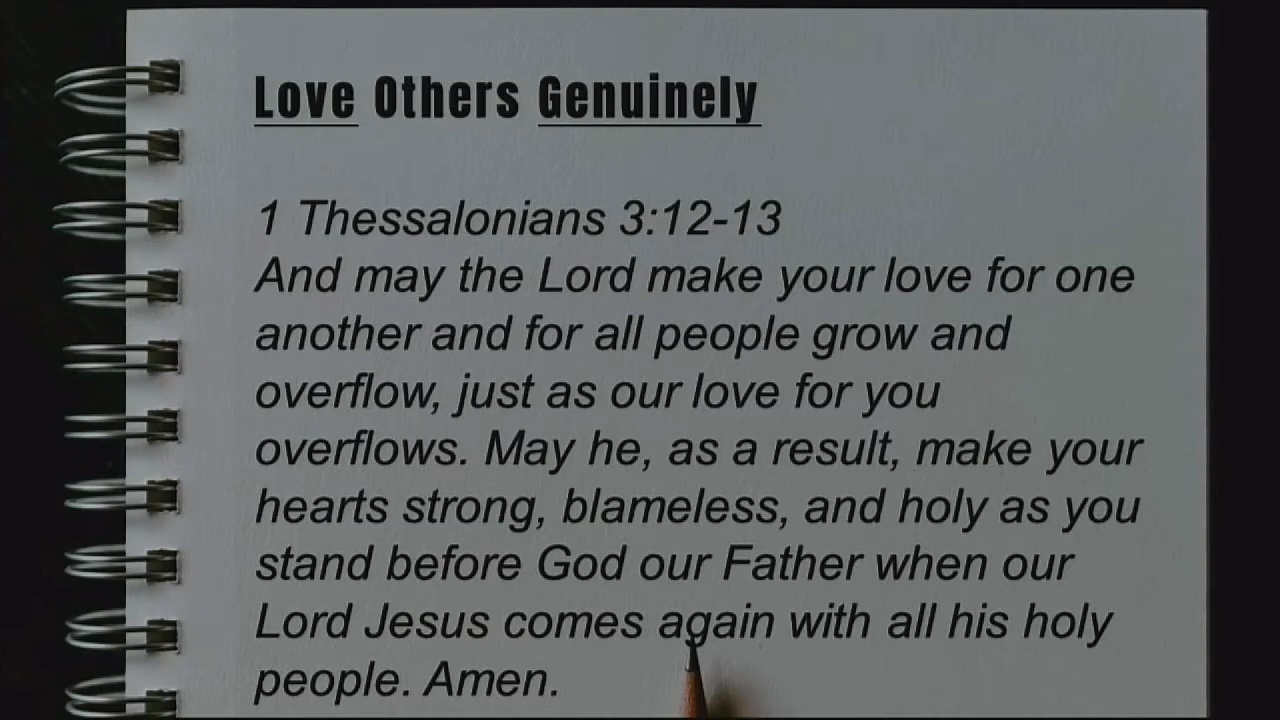 Love Others Genuinely
1 Thessalonians 3:12-13
And may the Lord make your love for one
another and for all people grow and
overflow, just as our love for you
overflows. May he, as a result, make your
hearts strong, blameless, and holy as you
stand before God our Father when our
Lord Jesus comes again with all his holy
people. Amen.